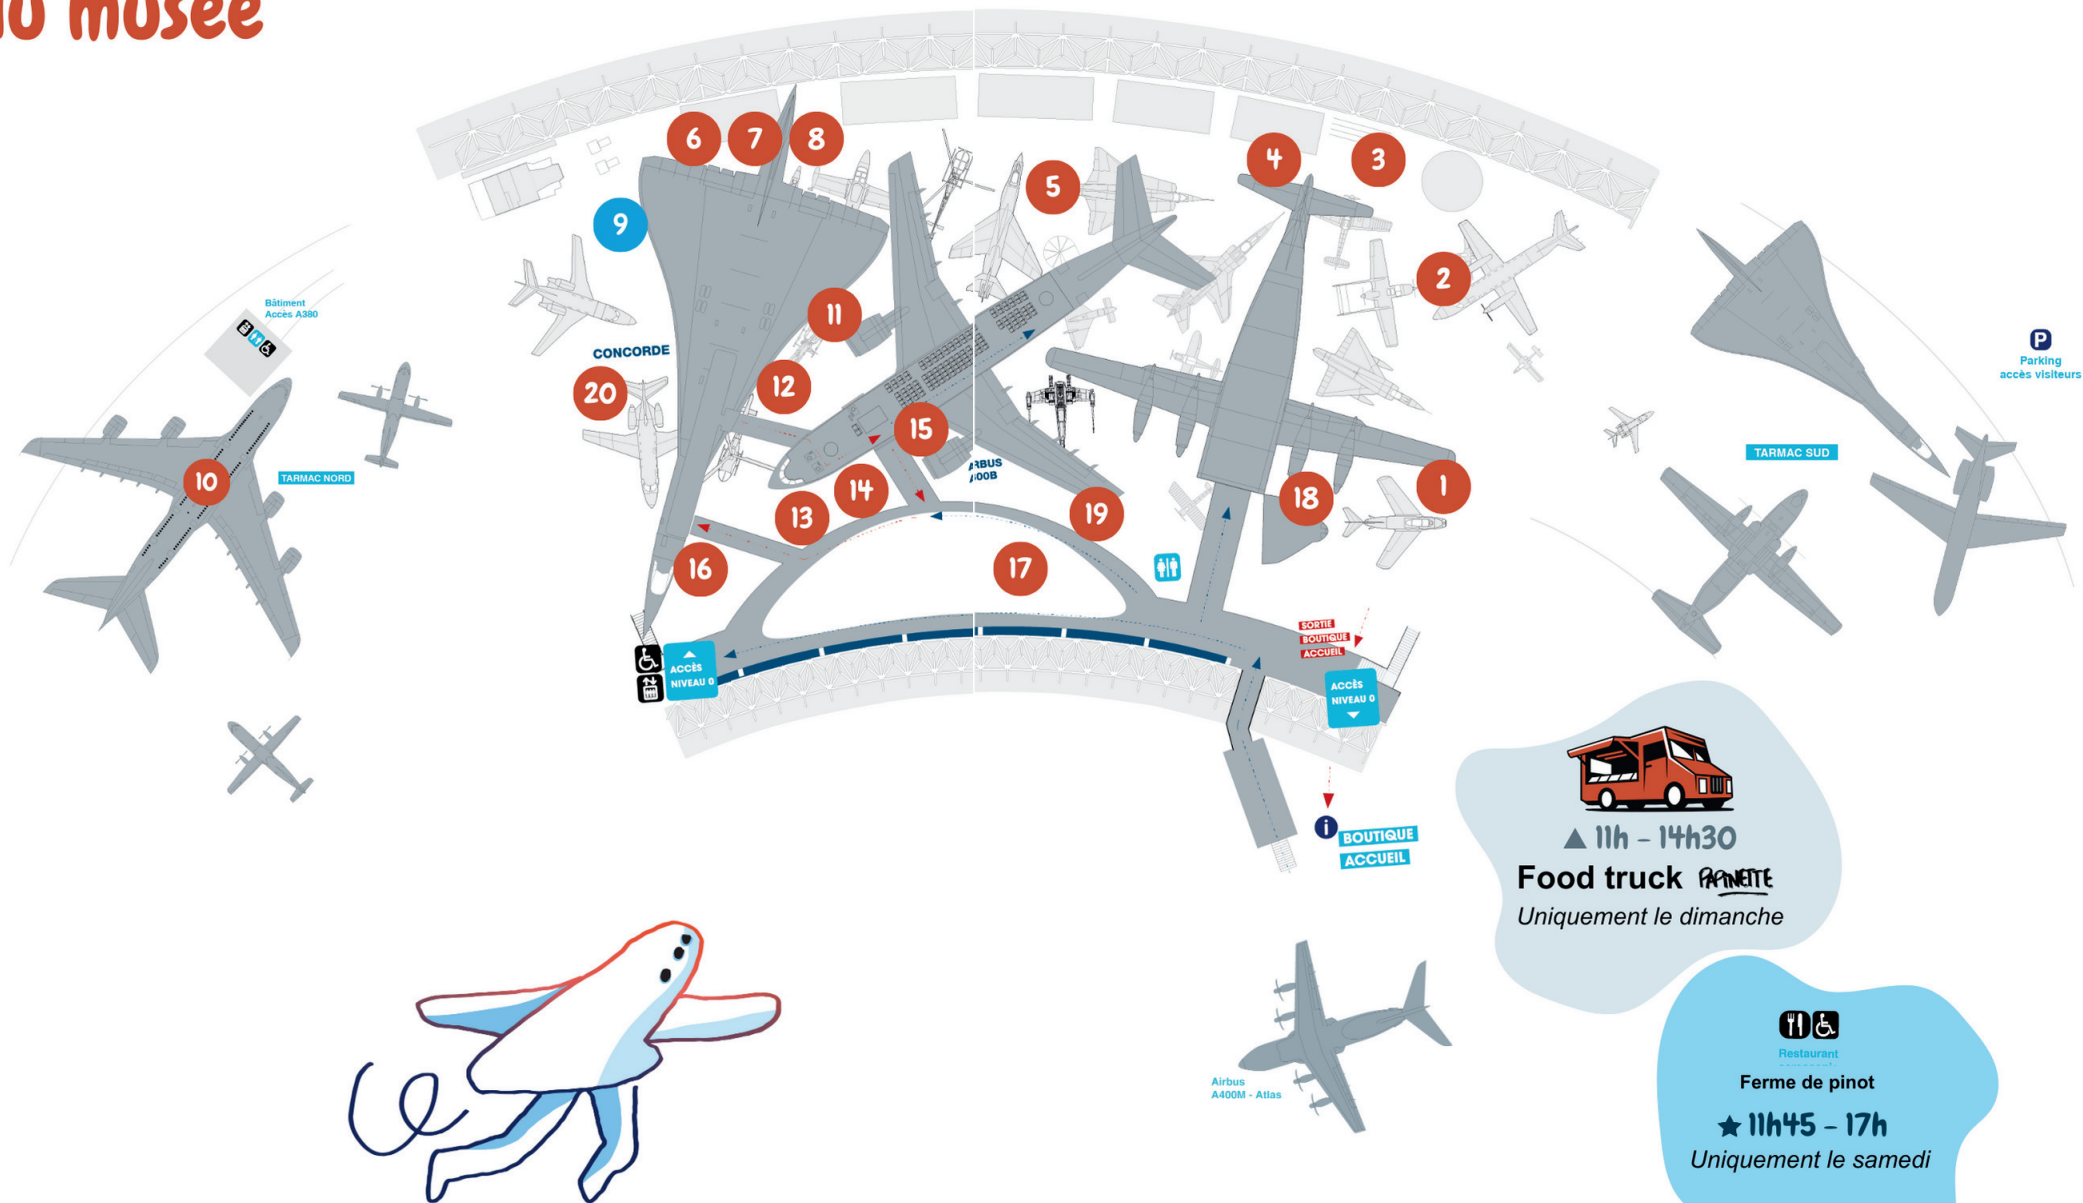 du musée
6
7
8
4
3
5
9
2
Bâtiment
Accès A380
11
CONCORDE
P
Parking
accès visiteurs
12
20
15
TARMAC SUD
10
TARMAC NORD
14
1
18
13
19
16
17
SORTIE
BOUTIQUE
ACCUEIL
ACCÈS
NIVEAU 0
ACCÈS
NIVEAU 0
i
BOUTIQUE
ACCUEIL
11h - 14h30
Food truck PAPINETTE
Uniquement le dimanche
Restaurant
Ferme de pinot
11h45 - 17h
Uniquement le samedi
Airbus
A400M - Atlas